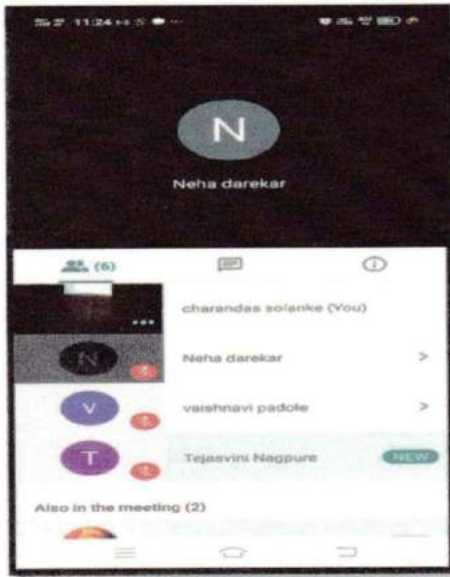 11:24
N
Neha darekar
(6)
charandas solanke (You)
N
Neha darekar
V
vaishnavi padole
T
Tejasvini Nagpure
NEW
Also in the meeting (2)